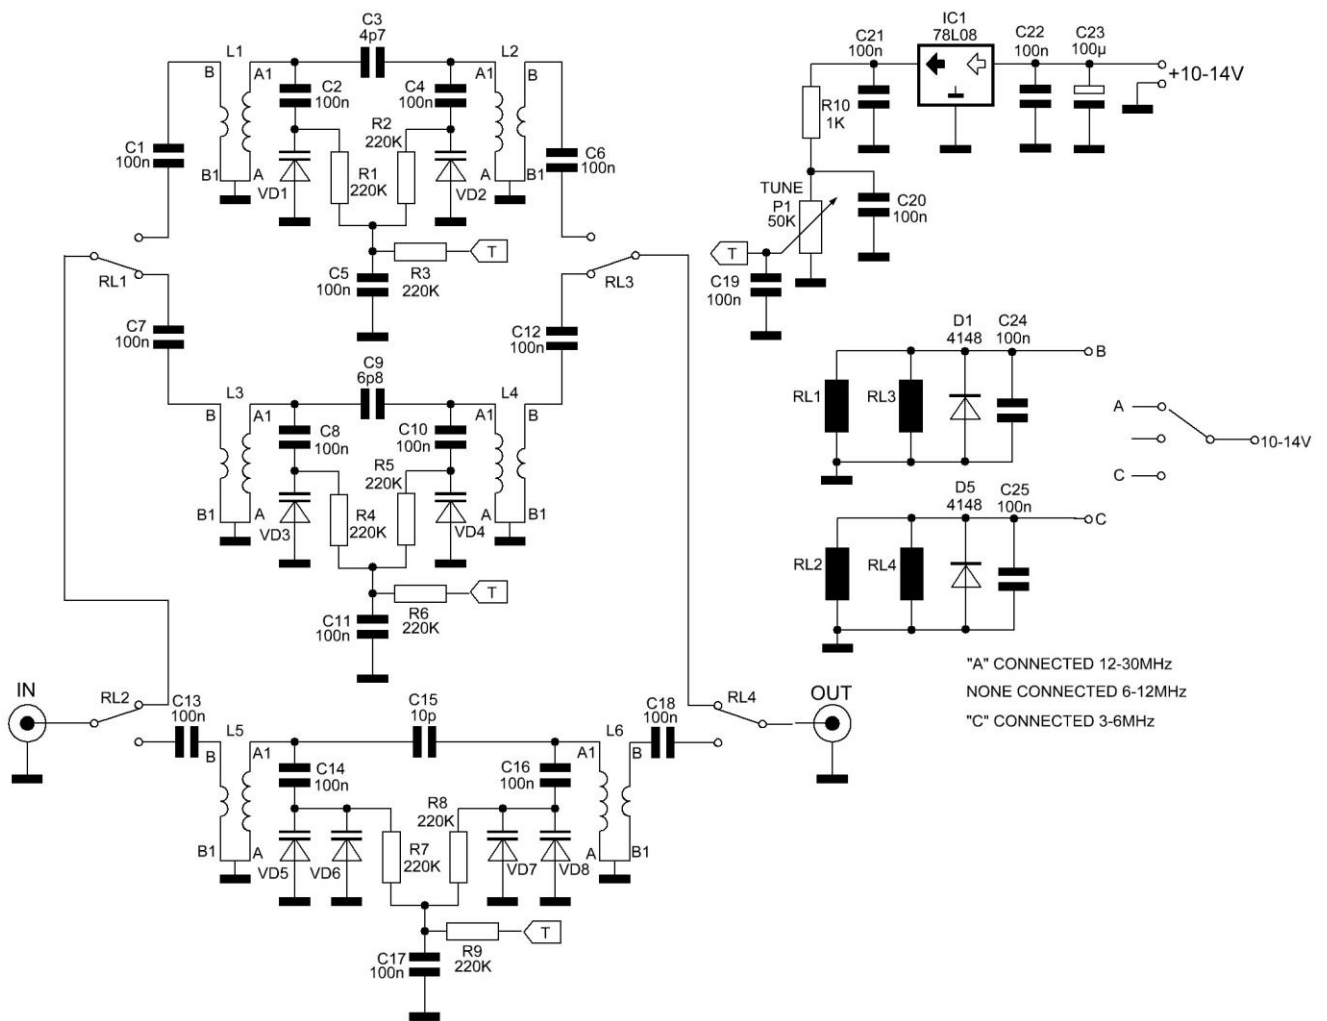 C3
4p7
L1
L2
B
A1
A1
B
C2
100n
C4
100n
R2
220K
C1
100n
R1
220K
C6
100n
B1
A
VD1
VD2
A
B1
RL1
C5
100n
R3
220K
T
RL3
C7
100n
C12
100n
C9
6p8
L3
L4
B
A1
A1
B
C8
100n
C10
100n
R5
220K
R4
220K
B1
A
VD3
VD4
A
B1
C11
100n
R6
220K
T
IN
RL2
C13
100n
C15
10p
C18
100n
RL4
OUT
L5
L6
B
A1
A1
B
C14
100n
C16
100n
R8
220K
R7
220K
B1
A
VD5
VD6
VD7
VD8
A
B1
C17
100n
R9
220K
T
C21
100n
IC1
78L08
C22
100n
C23
100µ
+10-14V
R10
1K
TUNE
P1
50K
C20
100n
T
C19
100n
D1
4148
C24
100n
B
RL1
RL3
A
10-14V
C
D5
4148
C25
100n
C
RL2
RL4
"A" CONNECTED 12-30MHz
NONE CONNECTED 6-12MHz
"C" CONNECTED 3-6MHz